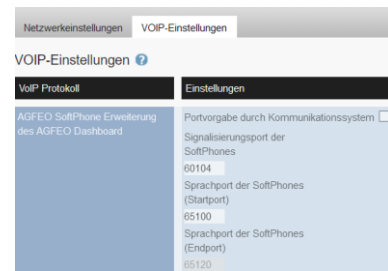 Netzwerkeinstellungen VOIP-Einstellungen
VOIP-Einstellungen ?
VoIP Protokoll Einstellungen
AGFEO SoftPhone Erweiterung des AGFEO Dashboard
Portvorgabe durch Kommunikationssystem
Signalisierungsport der
SoftPhones
60104
Sprachport der SoftPhones
(Startport)
65100
Sprachport der SoftPhones
(Endport)
65120